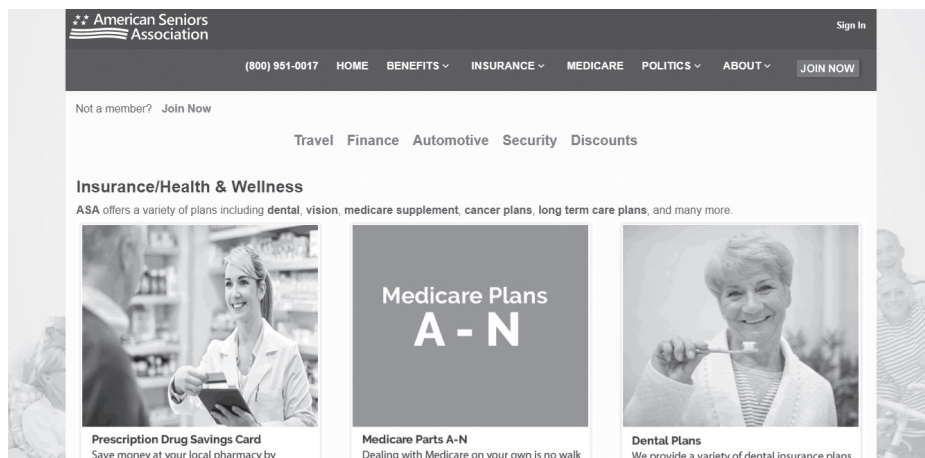 American Seniors
Association
Sign In
(800) 951-0017 HOME BENEFITS INSURANCE MEDICARE POLITICS ABOUT JOIN NOW
Not a member? Join Now
Travel Finance Automotive Security Discounts
Insurance/Health & Wellness
ASA offers a variety of plans including dental, vision, medicare supplement, cancer plans, long term care plans, and many more.
Medicare Plans
A - N
Prescription Drug Savings Card
Save money at your local pharmacy by
Medicare Parts A-N
Dealing with Medicare on your own is no walk
Dental Plans
We provide a variety of dental insurance plans